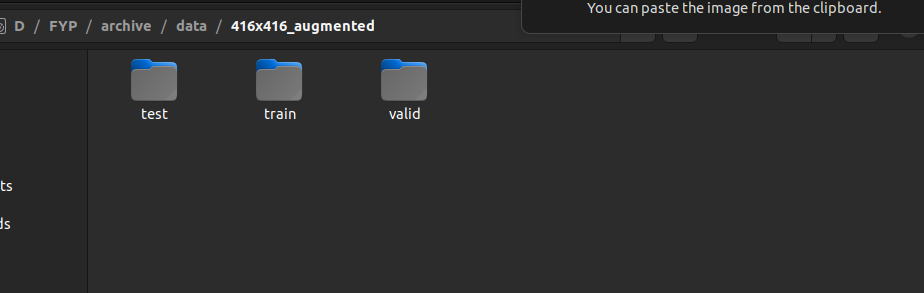 You can paste the image from the clipboard.
D / FYP / archive / data / 416x416_augmented
test
train
valid
ts
ds